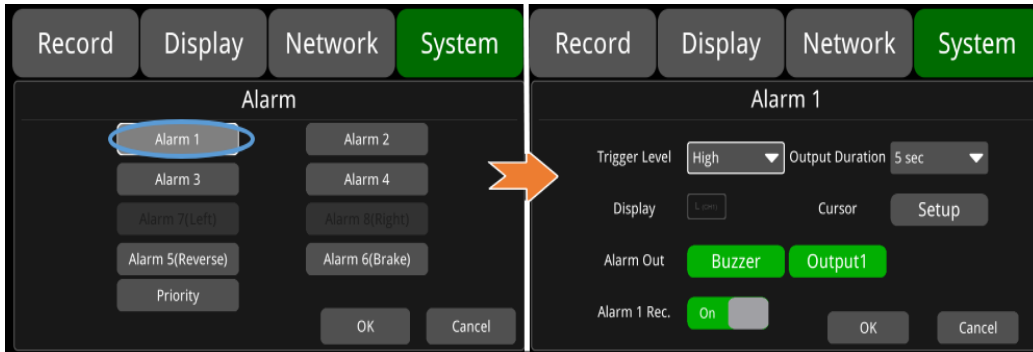 Record Display Network System
Alarm
Alarm 1 Alarm 2
Alarm 3 Alarm 4
Alarm 7(Left) Alarm 8(Right)
Alarm 5(Reverse) Alarm 6(Brake)
Priority
OK Cancel
Record Display Network System
Alarm 1
Trigger Level High Output Duration 5 sec
Display L Cursor Setup
Alarm Out Buzzer Output1
Alarm 1 Rec. On
OK Cancel